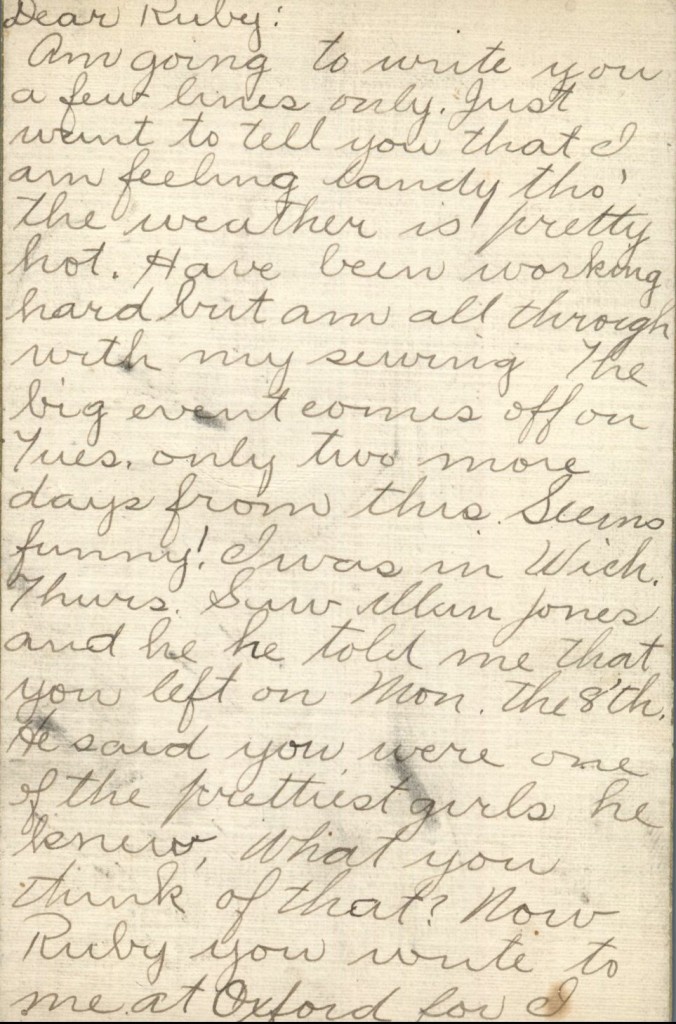 Dear Ruby:
Am going to write you
a few lines only. Just
want to tell you that I
am feeling dandy tho'
the weather is pretty
hot. Have been working
hard but am all through
with my sewing The
big event comes off on
Tues. only two more
days from this. Seems
funny! I was in Wich.
Thurs. Saw Jones
and he he told me that
you left on Mon. the 8'th.
He said you were one
of the prettiest girls he
knew, What you
think of that? Now
Ruby you write to
me at Oxford for I